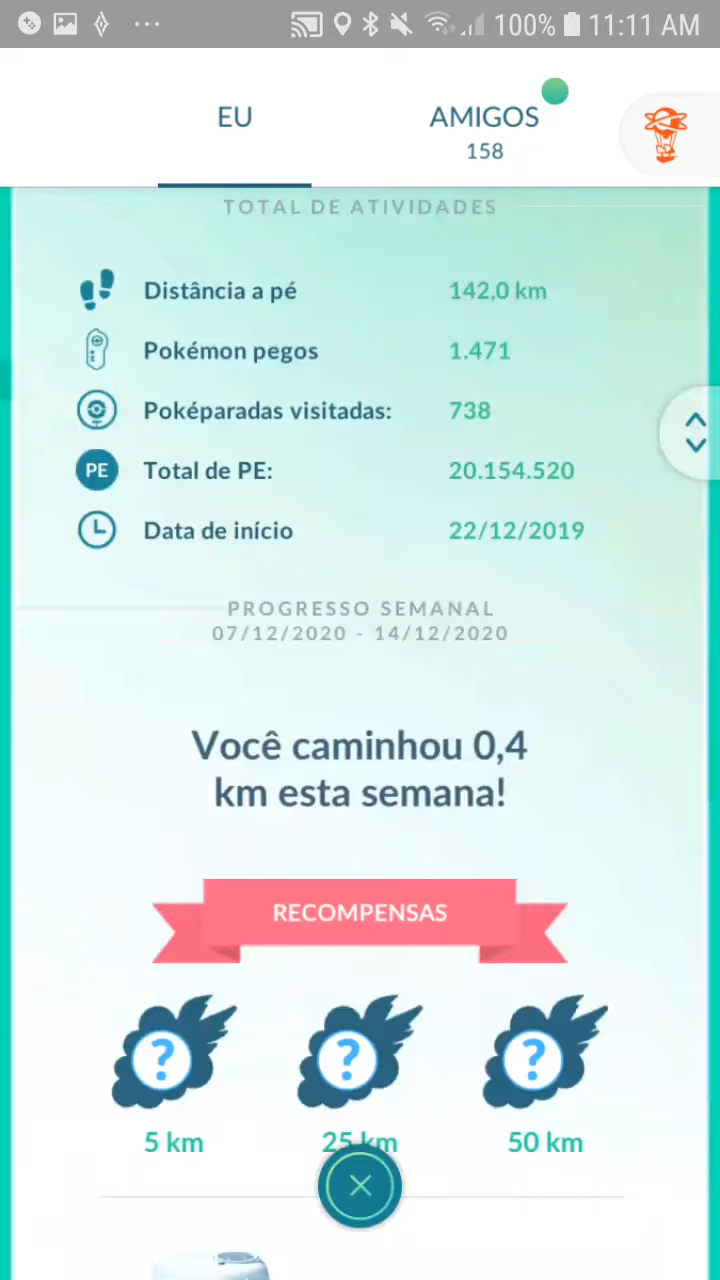 100% 11:11 AM
EU
AMIGOS
158
TOTAL DE ATIVIDADES
Distância a pé 142,0 km
Pokémon pegos 1.471
Poképaradas visitadas: 738
PE Total de PE: 20.154.520
Data de início 22/12/2019
PROGRESSO SEMANAL
07/12/2020 - 14/12/2020
Você caminhou 0,4
km esta semana!
RECOMPENSAS
? ? ?
5 km 25 km 50 km